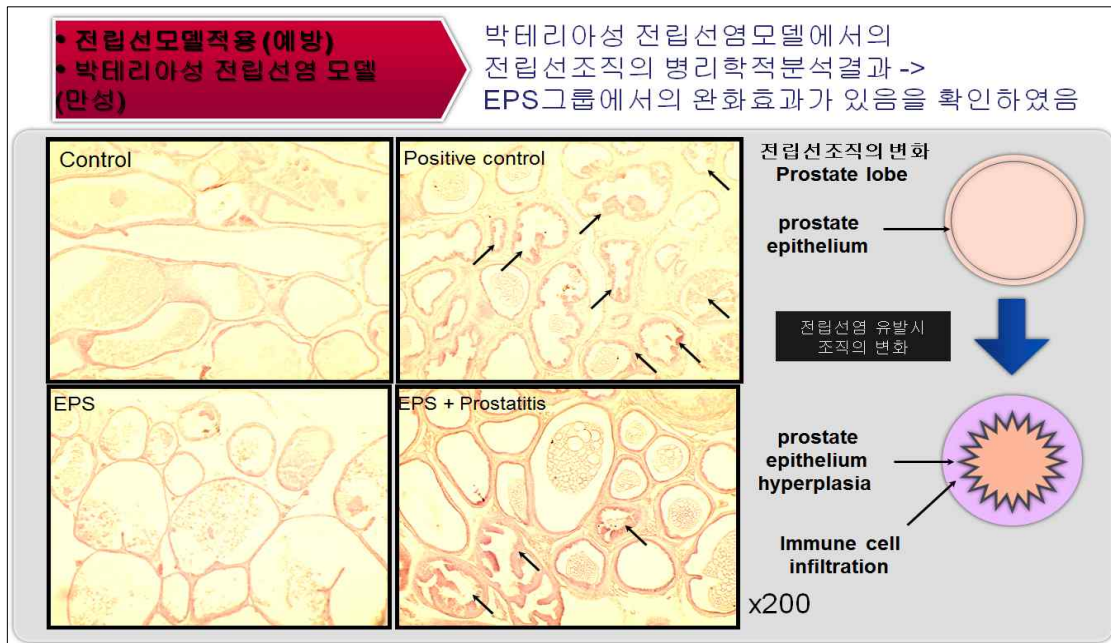 • 전립선모델적용 (예방)
• 박테리아성 전립선염 모델
(만성)
박테리아성 전립선염모델에서의
전립선조직의 병리학적분석결과 ->
EPS그룹에서의 완화효과가 있음을 확인하였음
Control
Positive control
EPS
EPS + Prostatitis
전립선조직의 변화
Prostate lobe
prostate
epithelium
전립선염 유발시
조직의 변화
prostate
epithelium
hyperplasia
Immune cell
infiltration
x200